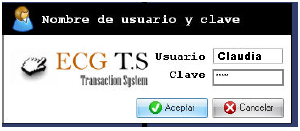 Nombre de usuario y clave
ECG T.S
Transaction System
Usuario Claudia
Clave ****
Aceptar Cancelar